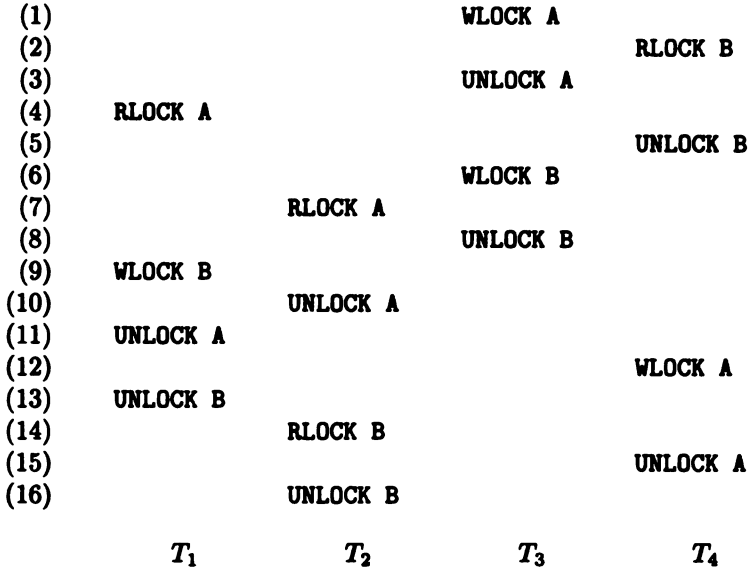 (1) WLOCK A
(2) RLOCK B
(3) UNLOCK A
(4) RLOCK A
(5) UNLOCK B
(6) WLOCK B
(7) RLOCK A
(8) UNLOCK B
(9) WLOCK B
(10) UNLOCK A
(11) UNLOCK A
(12) WLOCK A
(13) UNLOCK B
(14) RLOCK B
(15) UNLOCK A
(16) UNLOCK B
T₁ T₂ T₃ T₄